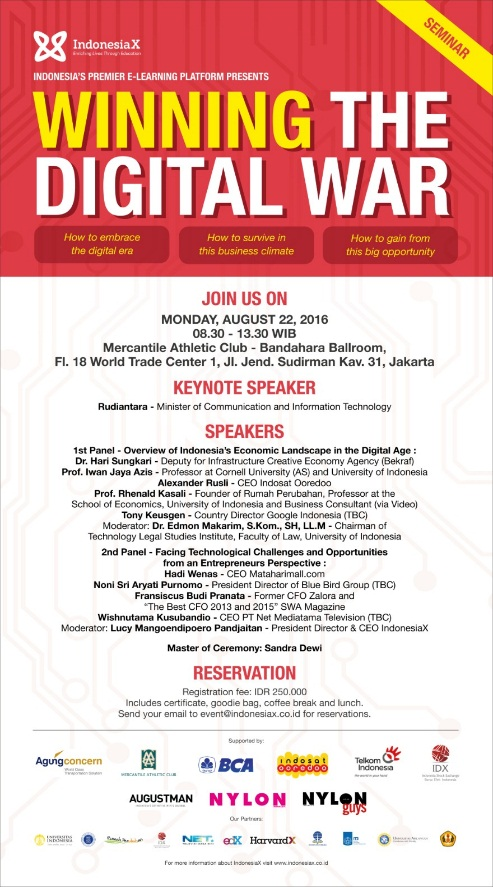 SEMINAR
IndonesiaX
Enriching Lives Through Education
INDONESIA'S PREMIER E-LEARNING PLATFORM PRESENTS
WINNING THE
DIGITAL WAR
How to embrace
the digital era
How to survive in
this business climate
How to gain from
this big opportunity
JOIN US ON
MONDAY, AUGUST 22, 2016
08.30 - 13.30 WIB
Mercantile Athletic Club - Bandahara Ballroom,
Fl. 18 World Trade Center 1, Jl. Jend. Sudirman Kav. 31, Jakarta
KEYNOTE SPEAKER
Rudiantara - Minister of Communication and Information Technology
SPEAKERS
1st Panel - Overview of Indonesia's Economic Landscape in the Digital Age :
Dr. Hari Sungkari - Deputy for Infrastructure Creative Economy Agency (Bekraf)
Prof. Iwan Jaya Azis - Professor at Cornell University (AS) and University of Indonesia
Alexander Rusli - CEO Indosat Ooredoo
Prof. Rhenald Kasali - Founder of Rumah Perubahan, Professor at the
School of Economics, University of Indonesia and Business Consultant (via Video)
Tony Keusgen - Country Director Google Indonesia (TBC)
Moderator: Dr. Edmon Makarim, S.Kom., SH, LL.M - Chairman of
Technology Legal Studies Institute, Faculty of Law, University of Indonesia
2nd Panel - Facing Technological Challenges and Opportunities
from an Entrepreneurs Perspective :
Hadi Wenas - CEO Mataharimall.com
Noni Sri Aryati Purnomo - President Director of Blue Bird Group (TBC)
Fransiscus Budi Pranata - Former CFO Zalora and
"The Best CFO 2013 and 2015" SWA Magazine
Wishnutama Kusubandio - CEO PT Net Mediatama Television (TBC)
Moderator: Lucy Mangoendipoero Pandjaitan - President Director & CEO IndonesiaX
Master of Ceremony: Sandra Dewi
RESERVATION
Registration fee: IDR 250.000
Includes certificate, goodie bag, coffee break and lunch.
Send your email to event@indonesiax.co.id for reservations.
Supported by:
Agungconcern
MERCANTILE ATHLETIC CLUB
BCA
indosat
ooredoo
Telkom
Indonesia
IDX
AUGUSTMAN
NYLON
NYLON
guys
Our Partners:
UNIVERSITAS
INDONESIA
NET.
edX
HarvardX
For more information about IndonesiaX visit www.indonesiax.co.id